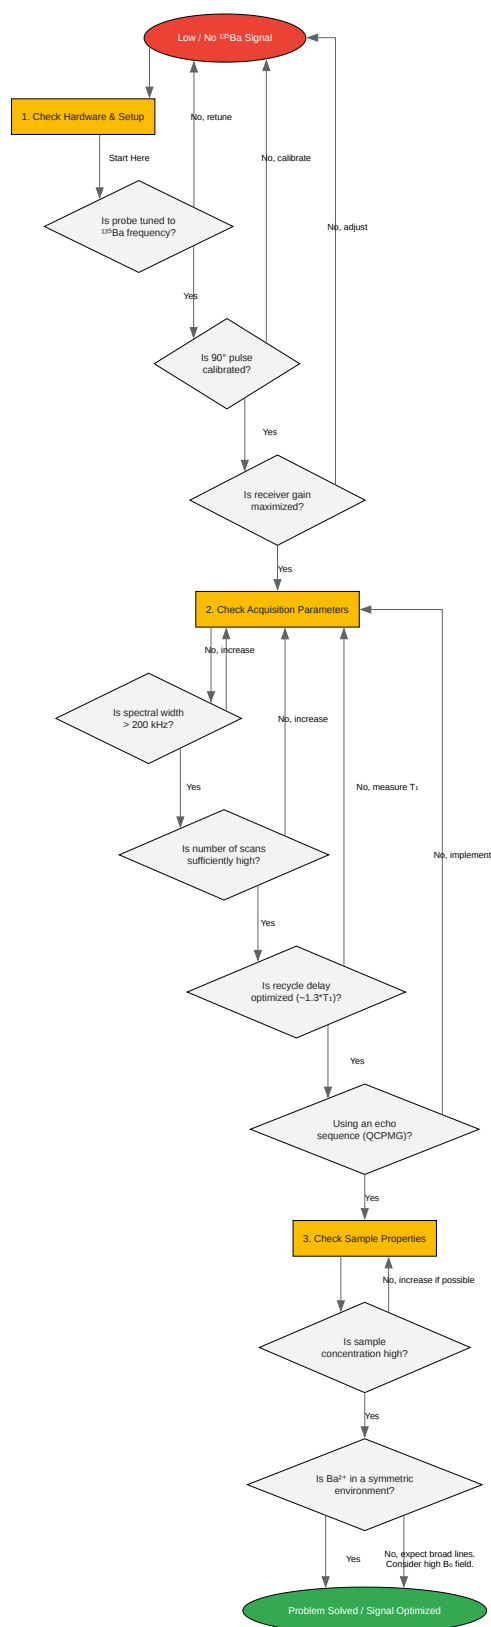 Low / No ¹³⁵Ba Signal
1. Check Hardware & Setup
No, retune
Start Here
No, calibrate
Is probe tuned to
¹³⁵Ba frequency?
No, adjust
Yes
Is 90° pulse
calibrated?
Yes
Is receiver gain
maximized?
Yes
2. Check Acquisition Parameters
No, increase
Is spectral width
> 200 kHz?
No, increase
Yes
No, measure T₁
Is number of scans
sufficiently high?
No, implement
Yes
Is recycle delay
optimized (~1.3*T₁)?
Yes
Using an echo
sequence (QCPMG)?
Yes
3. Check Sample Properties
No, increase if possible
Is sample
concentration high?
Yes
Is Ba²⁺ in a symmetric
environment?
Yes
No, expect broad lines.
Consider high B₀ field.
Problem Solved / Signal Optimized